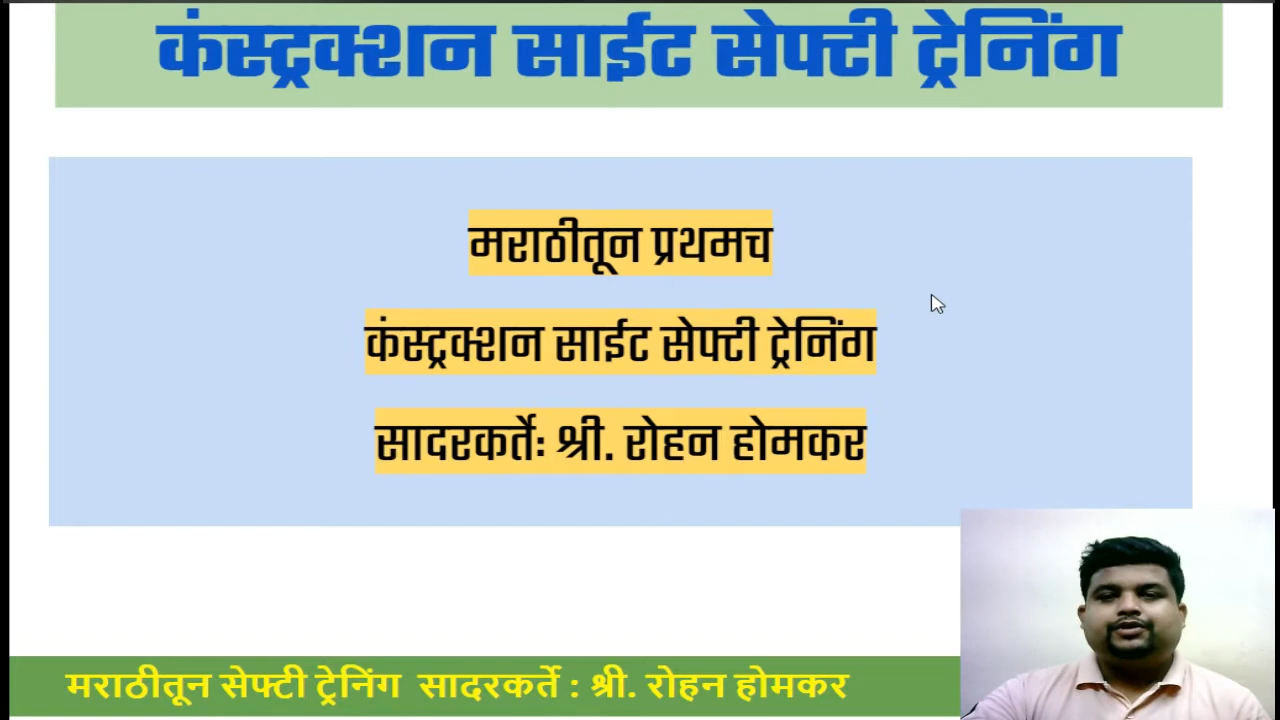 कंस्ट्रक्शन साईट सेफ्टी ट्रेनिंग
मराठीतून प्रथमच
कंस्ट्रक्शन साईट सेफ्टी ट्रेनिंग
सादरकर्तेः श्री. रोहन होमकर
मराठीतून सेफ्टी ट्रेनिंग सादरकर्ते : श्री. रोहन होमकर